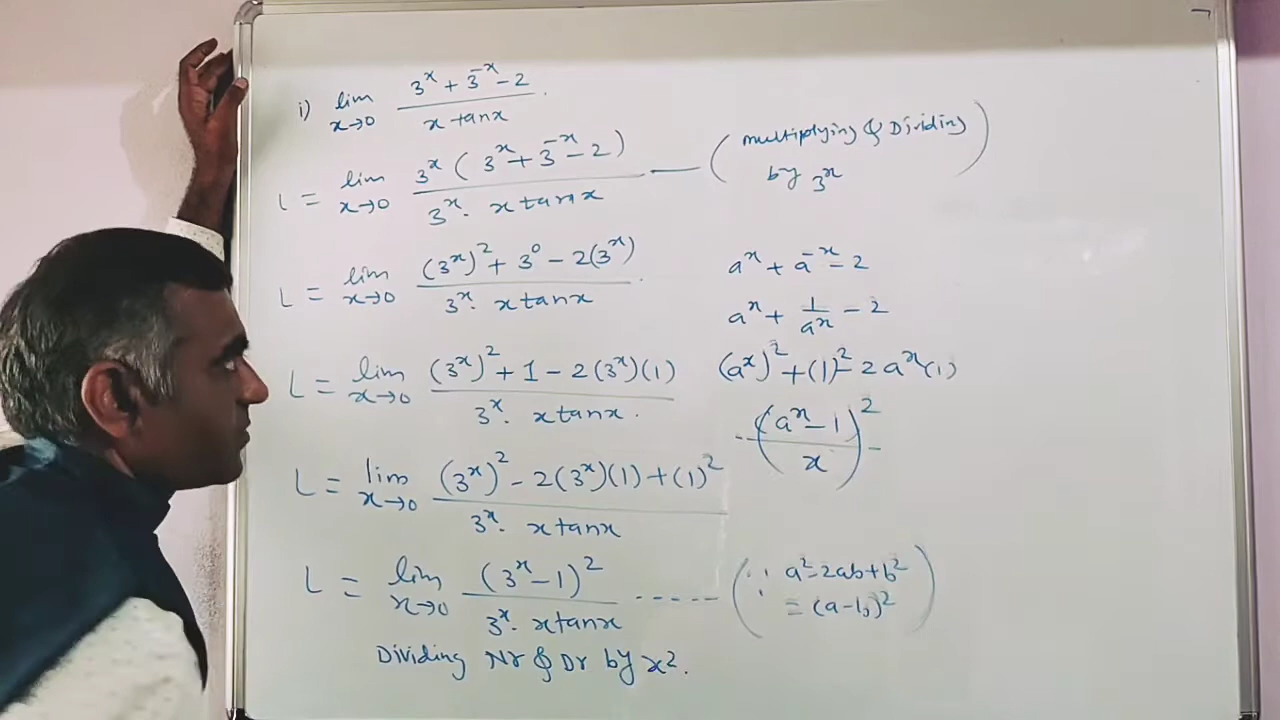 i) lim x→0 (3^x + 3^-x - 2) / (x tanx).
L = lim x→0 3^x (3^x + 3^-x - 2) / (3^x. x tanx) — (multiplying & Dividing by 3^x)
L = lim x→0 ((3^x)^2 + 3^0 - 2(3^x)) / (3^x. x tanx)
L = lim x→0 ((3^x)^2 + 1 - 2(3^x)(1)) / (3^x. x tanx.)
L = lim x→0 ((3^x)^2 - 2(3^x)(1) + (1)^2) / (3^x. x tanx)
L = lim x→0 (3^x - 1)^2 / (3^x. x tanx) ----- (∵ a^2 - 2ab + b^2 = (a-b)^2)
Dividing Nr & Dr by x^2.
a^x + a^-x - 2
a^x + 1/a^x - 2
(a^x)^2 + (1)^2 - 2a^x(1)
((a^x - 1) / x)^2